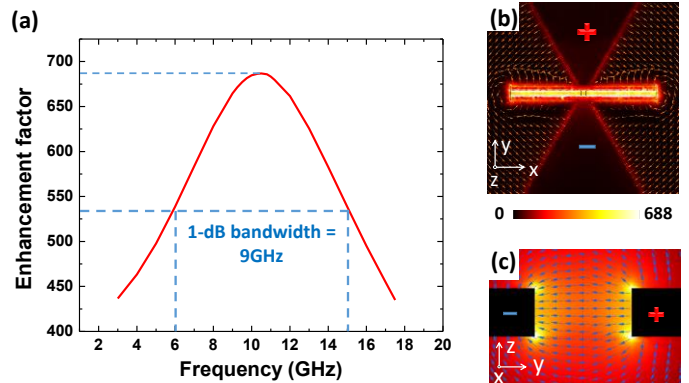 (a)
700
650
600
550
500
450
400
Enhancement factor
1-dB bandwidth =
9GHz
2 4 6 8 10 12 14 16 18 20
Frequency (GHz)
(b)
+
−
y
x
z
0 688
(c)
−
+
z
y
x